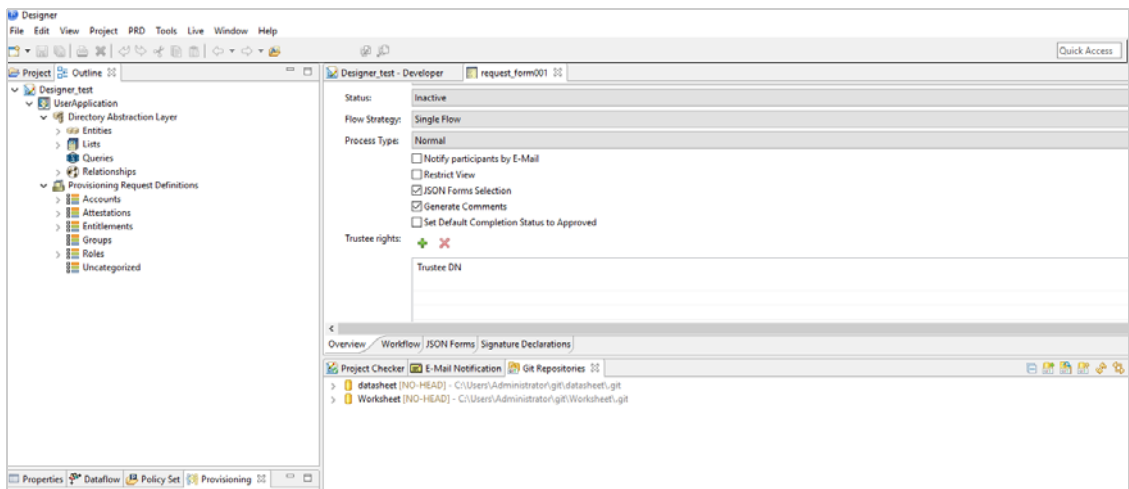 Designer
File Edit View Project PRD Tools Live Window Help
Quick Access
Project Outline
Designer_test
UserApplication
Directory Abstraction Layer
Entities
Lists
Queries
Relationships
Provisioning Request Definitions
Accounts
Attestations
Entitlements
Groups
Roles
Uncategorized
Designer_test - Developer request_form001
Status: Inactive
Flow Strategy: Single Flow
Process Type: Normal
Notify participants by E-Mail
Restrict View
JSON Forms Selection
Generate Comments
Set Default Completion Status to Approved
Trustee rights:
Trustee DN
Overview Workflow JSON Forms Signature Declarations
Project Checker E-Mail Notification Git Repositories
datasheet [NO-HEAD] - C:\Users\Administrator\git\datasheet\.git
Worksheet [NO-HEAD] - C:\Users\Administrator\git\Worksheet\.git
Properties Dataflow Policy Set Provisioning